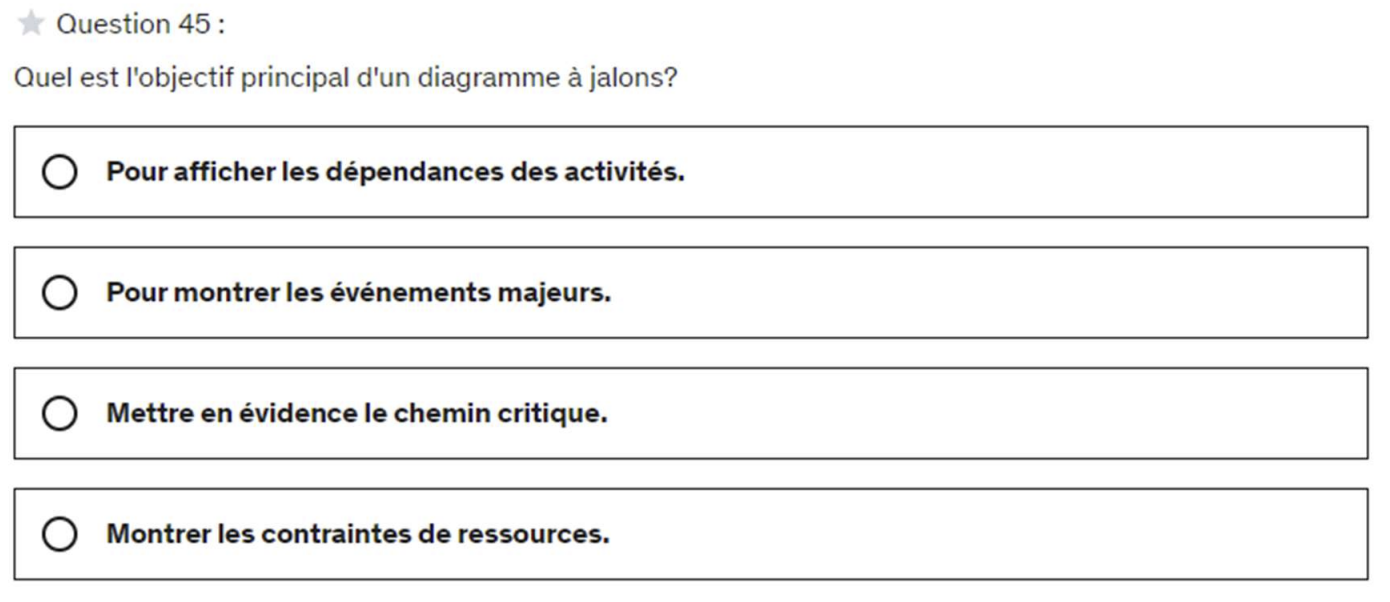 Question 45 :
Quel est l'objectif principal d'un diagramme à jalons?
Pour afficher les dépendances des activités.
Pour montrer les événements majeurs.
Mettre en évidence le chemin critique.
Montrer les contraintes de ressources.